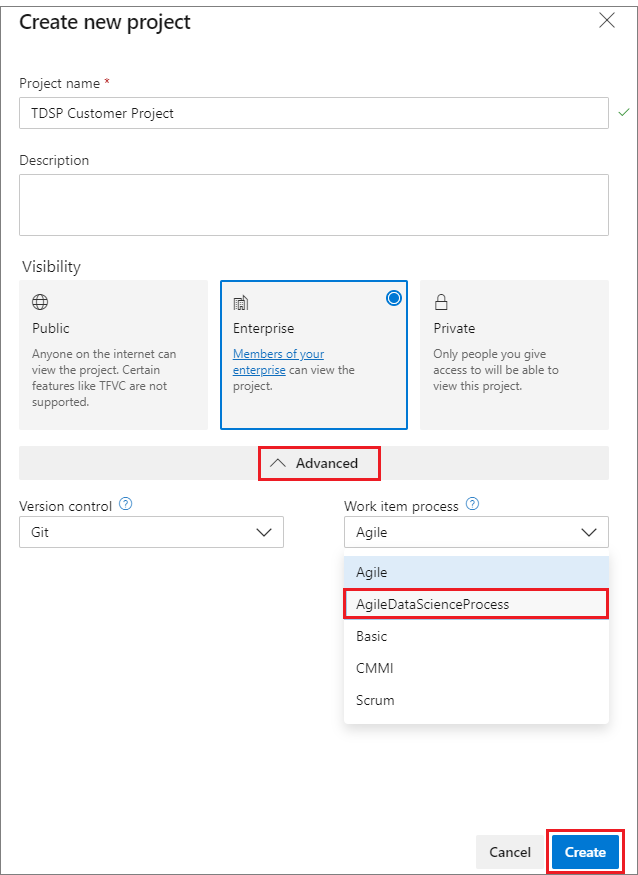 Create new project
Project name *
TDSP Customer Project
Description
Visibility
Public
Anyone on the internet can
view the project. Certain
features like TFVC are not
supported.
Enterprise
Members of your
enterprise can view the
project.
Private
Only people you give
access to will be able to
view this project.
Advanced
Version control ?
Git
Work item process ?
Agile
Agile
AgileDataScienceProcess
Basic
CMMI
Scrum
Cancel
Create